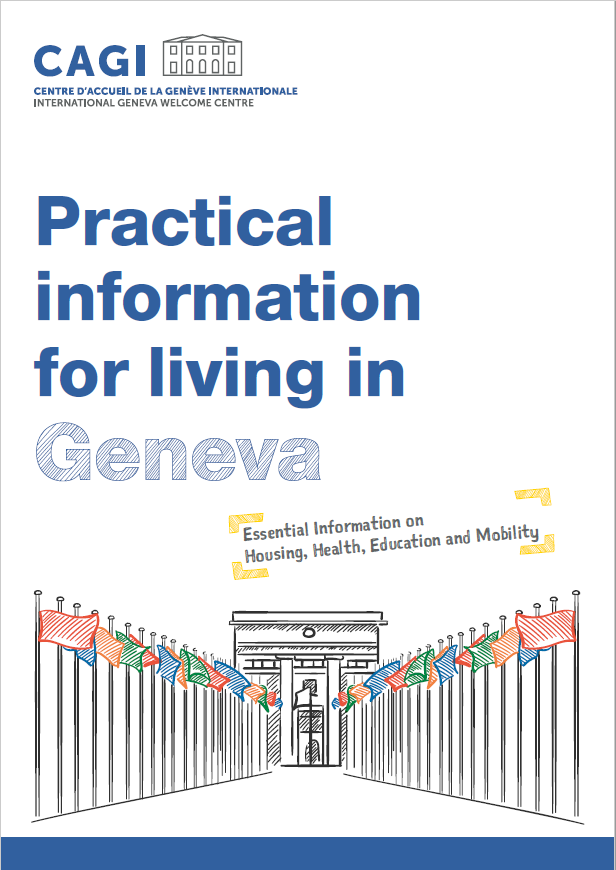 CAGI
CENTRE D'ACCUEIL DE LA GENÈVE INTERNATIONALE
INTERNATIONAL GENEVA WELCOME CENTRE
Practical
information
for living in
Geneva
Essential Information on
Housing, Health, Education and Mobility